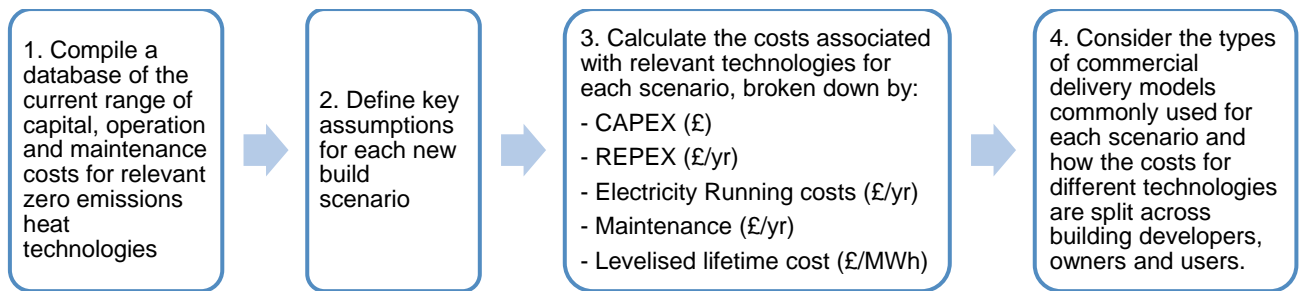 1. Compile a
database of the
current range of
capital, operation
and maintenance
costs for relevant
zero emissions
heat
technologies
2. Define key
assumptions
for each new
build
scenario
3. Calculate the costs associated
with relevant technologies for
each scenario, broken down by:
- CAPEX (£)
- REPEX (£/yr)
- Electricity Running costs (£/yr)
- Maintenance (£/yr)
- Levelised lifetime cost (£/MWh)
4. Consider the types
of commercial
delivery models
commonly used for
each scenario and
how the costs for
different technologies
are split across
building developers,
owners and users.